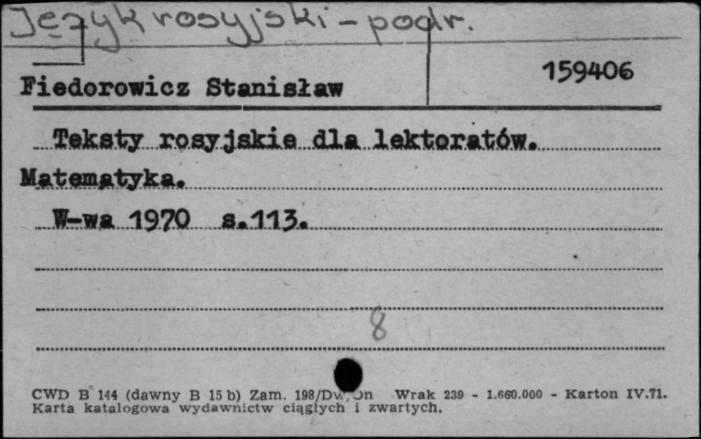 Język rosyjski – podr.
159406
Fiedorowicz Stanisław
Teksty rosyjskie dla lektoratów.
Matematyka.
W-wa 1970 s.113.
8
CWD B 144 (dawny B 15 b) Zam. 198/Dw Wrak 239 - 1.660.000 - Karton IV.71.
Karta katalogowa wydawnictw ciągłych i zwartych.